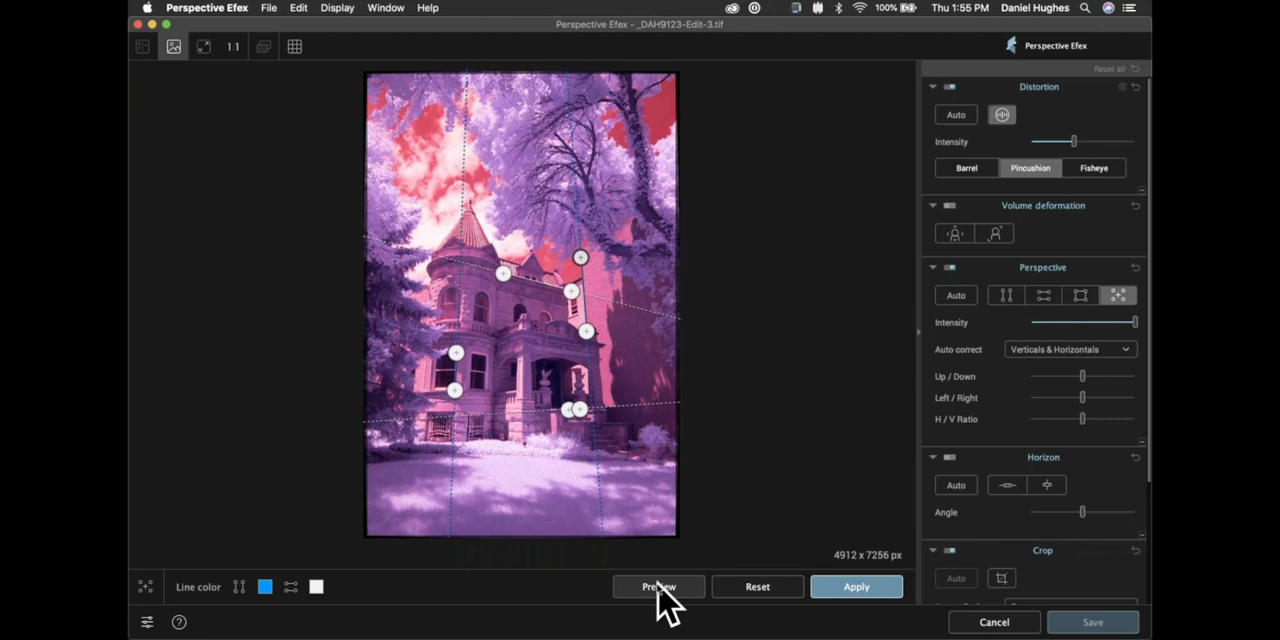 Perspective Efex File Edit Display Window Help 100% Thu 1:55 PM Daniel Hughes
Perspective Efex - _DAH9123-Edit-3.tif
1:1
Perspective Efex
Reset all
Distortion
Auto
Intensity
Barrel Pincushion Fisheye
Volume deformation
Perspective
Auto
Intensity
Auto correct Verticals & Horizontals
Up / Down
Left / Right
H / V Ratio
Horizon
Auto
Angle
Crop
Auto
4912 x 7256 px
Line color Preview Reset Apply
Cancel Save